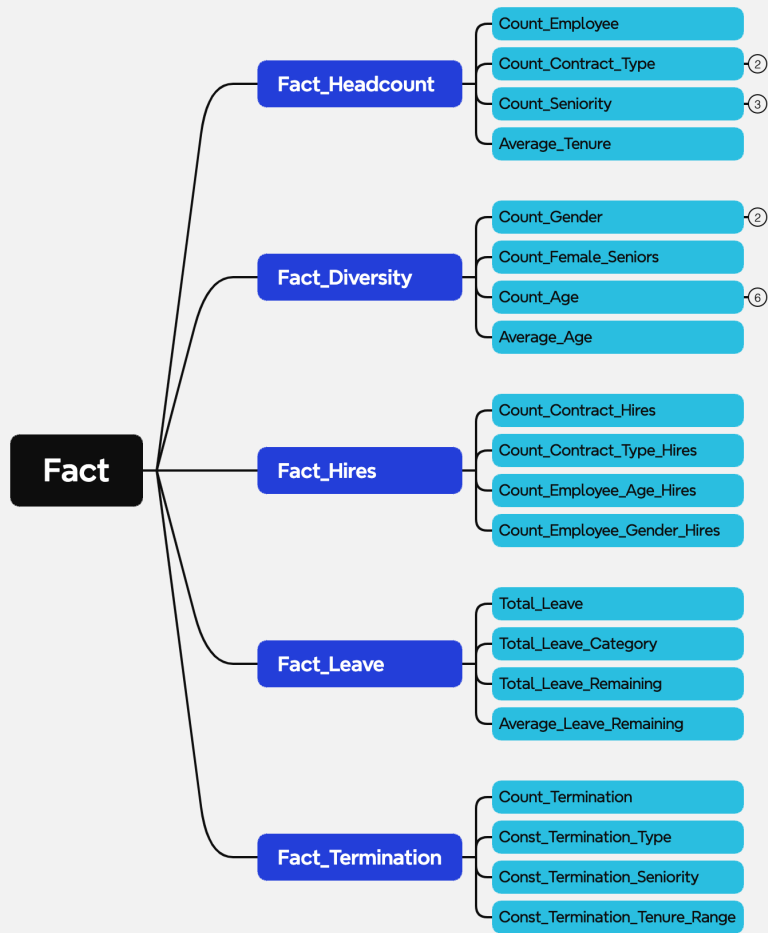 Fact
Fact_Headcount
Count_Employee
Count_Contract_Type
2
Count_Seniority
3
Average_Tenure
Fact_Diversity
Count_Gender
2
Count_Female_Seniors
Count_Age
6
Average_Age
Fact_Hires
Count_Contract_Hires
Count_Contract_Type_Hires
Count_Employee_Age_Hires
Count_Employee_Gender_Hires
Fact_Leave
Total_Leave
Total_Leave_Category
Total_Leave_Remaining
Average_Leave_Remaining
Fact_Termination
Count_Termination
Const_Termination_Type
Const_Termination_Seniority
Const_Termination_Tenure_Range